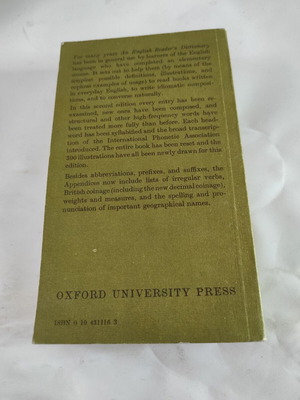 For many years An English Reader's Dictionary
has been in general use by learners of the English
language who have completed an elementary
course. It sets out to help them (by means of the
simplest possible definitions, illustrations, and
copious examples of usage) to read books written
in everyday English, to write idiomatic composi-
tions, and to converse naturally.
In this second edition every entry has been re-
examined, new ones have been composed, and
structural and other high-frequency words have
been treated more fully than before. Each head-
word has been syllabified and the broad transcrip-
tion of the International Phonetic Association
introduced. The entire book has been reset and the
300 illustrations have all been newly drawn for this
edition.
Besides abbreviations, prefixes, and suffixes, the
Appendices now include lists of irregular verbs,
British coinage (including the new decimal coinage),
weights and measures, and the spelling and pro-
nunciation of important geographical names.
OXFORD UNIVERSITY PRESS
ISBN 0 19 431116 2